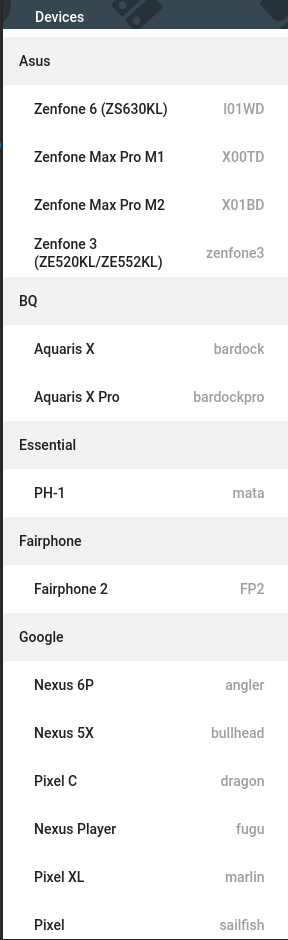 Devices
Asus
Zenfone 6 (ZS630KL) I01WD
Zenfone Max Pro M1 X00TD
Zenfone Max Pro M2 X01BD
Zenfone 3
(ZE520KL/ZE552KL) zenfone3
BQ
Aquaris X bardock
Aquaris X Pro bardockpro
Essential
PH-1 mata
Fairphone
Fairphone 2 FP2
Google
Nexus 6P angler
Nexus 5X bullhead
Pixel C dragon
Nexus Player fugu
Pixel XL marlin
Pixel sailfish